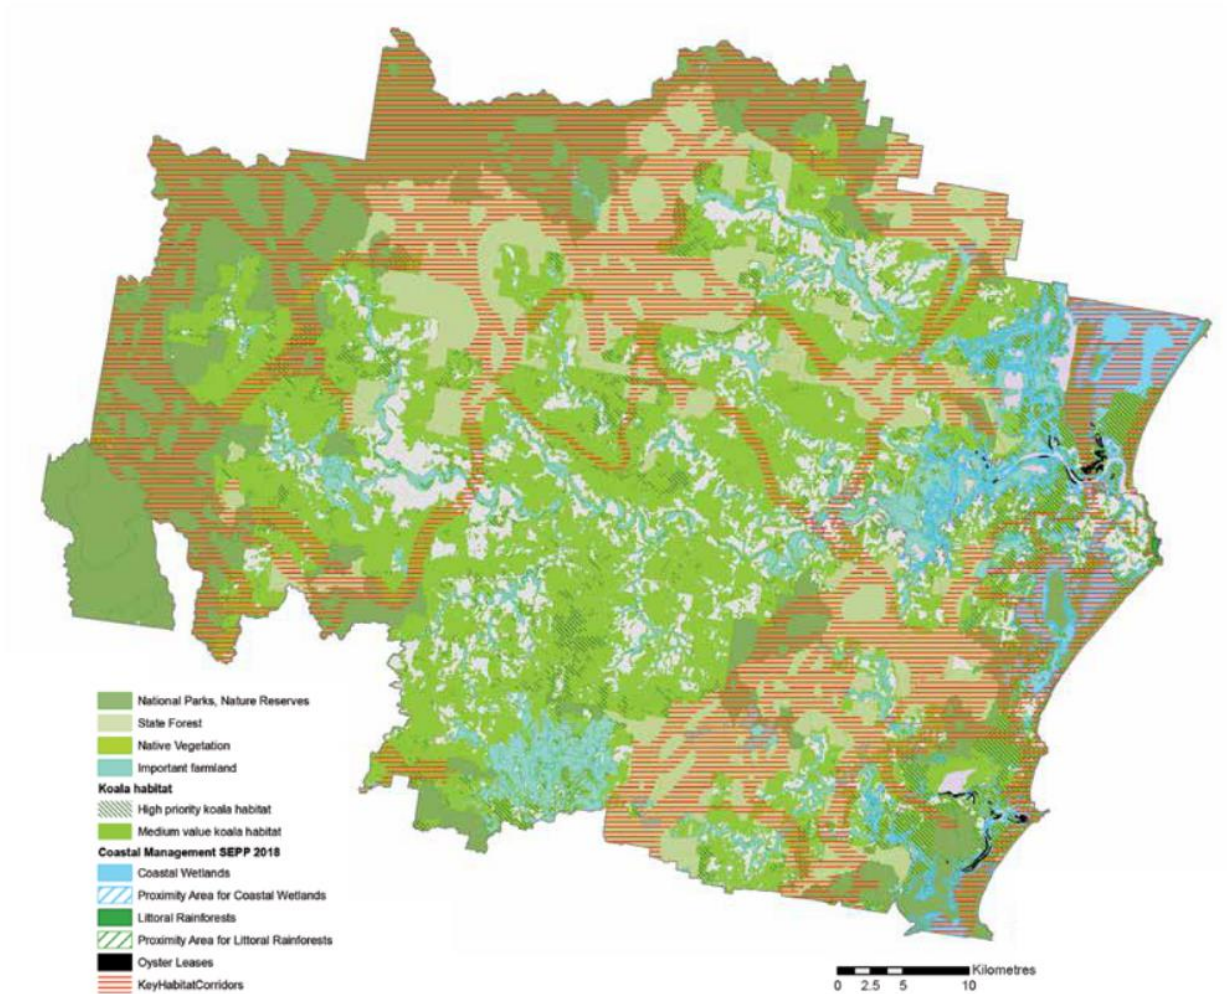 National Parks, Nature Reserves
State Forest
Native Vegetation
Important farmland
Koala habitat
High priority koala habitat
Medium value koala habitat
Coastal Management SEPP 2018
Coastal Wetlands
Proximity Area for Coastal Wetlands
Littoral Rainforests
Proximity Area for Littoral Rainforests
Oyster Leases
KeyHabitatCorridors
Kilometres
0 2.5 5 10